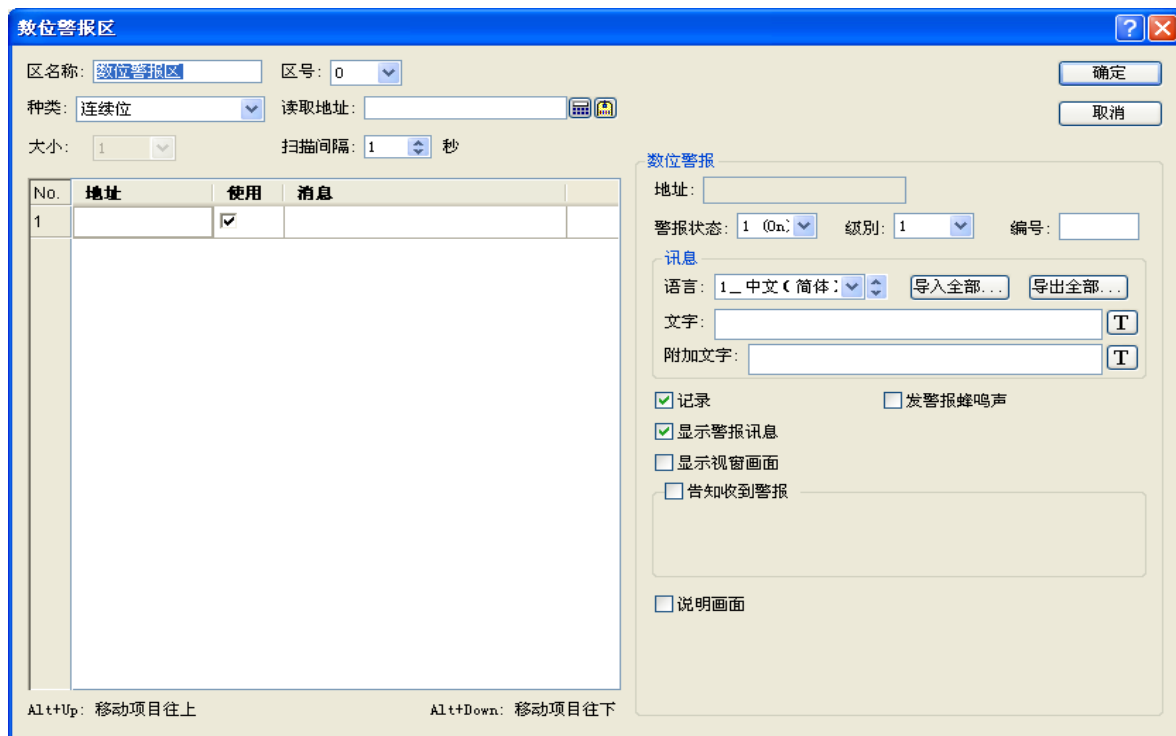 数位警报区
区名称: 数位警报区 区号: 0 确定
种类: 连续位 读取地址: 取消
大小: 1 扫描间隔: 1 秒
数位警报
No. 地址 使用 消息
地址:
1
警报状态: 1 (On) 级别: 1 编号:
讯息
语言: 1_中文(简体) 导入全部... 导出全部...
文字: T
附加文字: T
记录 发警报蜂鸣声
显示警报讯息
显示视窗画面
告知收到警报
说明画面
Alt+Up: 移动项目往上 Alt+Down: 移动项目往下